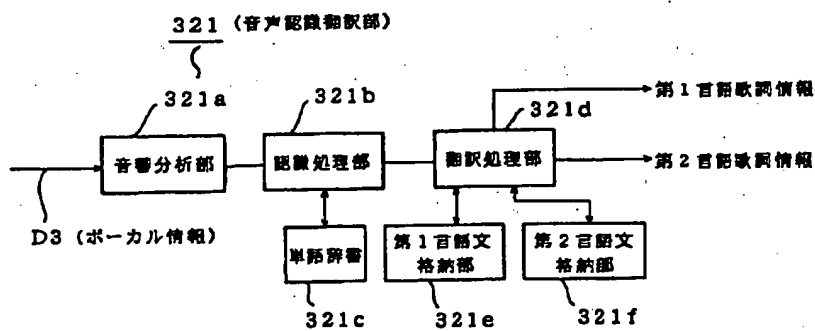 321 (音声認識翻訳部)
321a
321b
321d
第1言語歌詞情報
音響分析部
認識処理部
翻訳処理部
第2言語歌詞情報
D3 (ボーカル情報)
単語辞書
第1言語文
格納部
第2言語文
格納部
321c
321e
321f